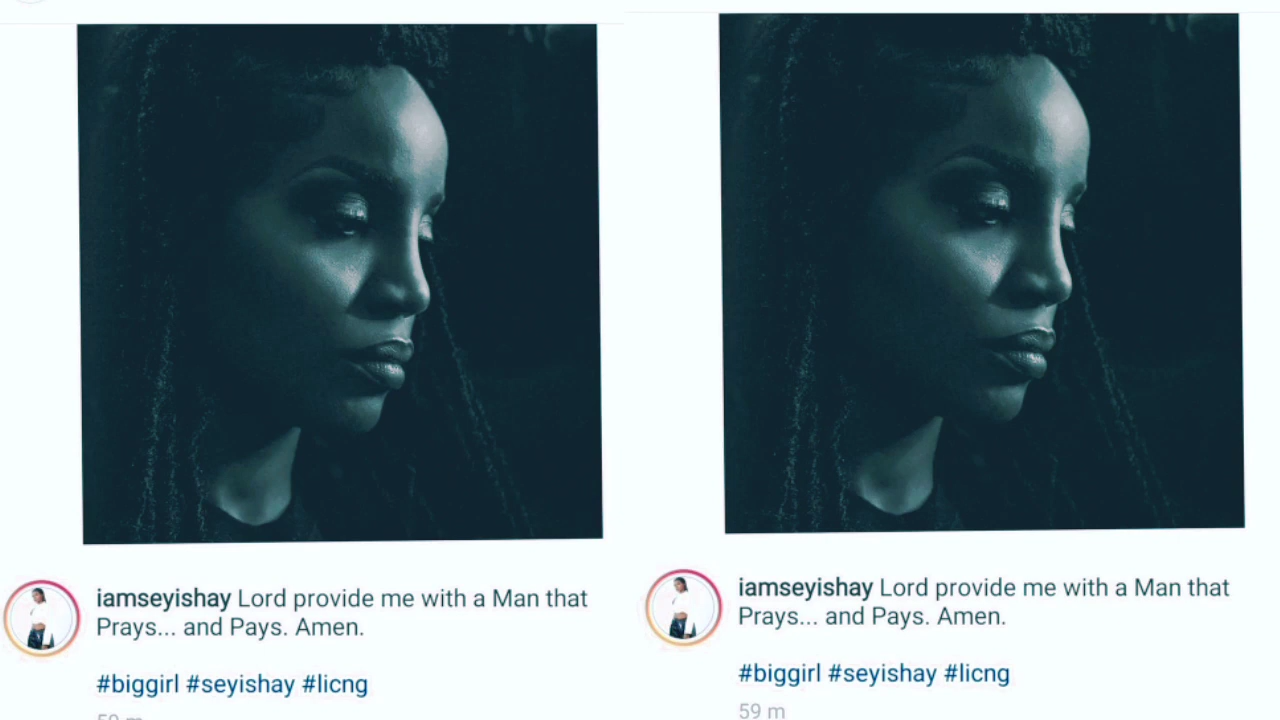 iamseyishay Lord provide me with a Man that
Prays... and Pays. Amen.
#biggirl #seyishay #licng
59 m
iamseyishay Lord provide me with a Man that
Prays... and Pays. Amen.
#biggirl #seyishay #licng
59 m